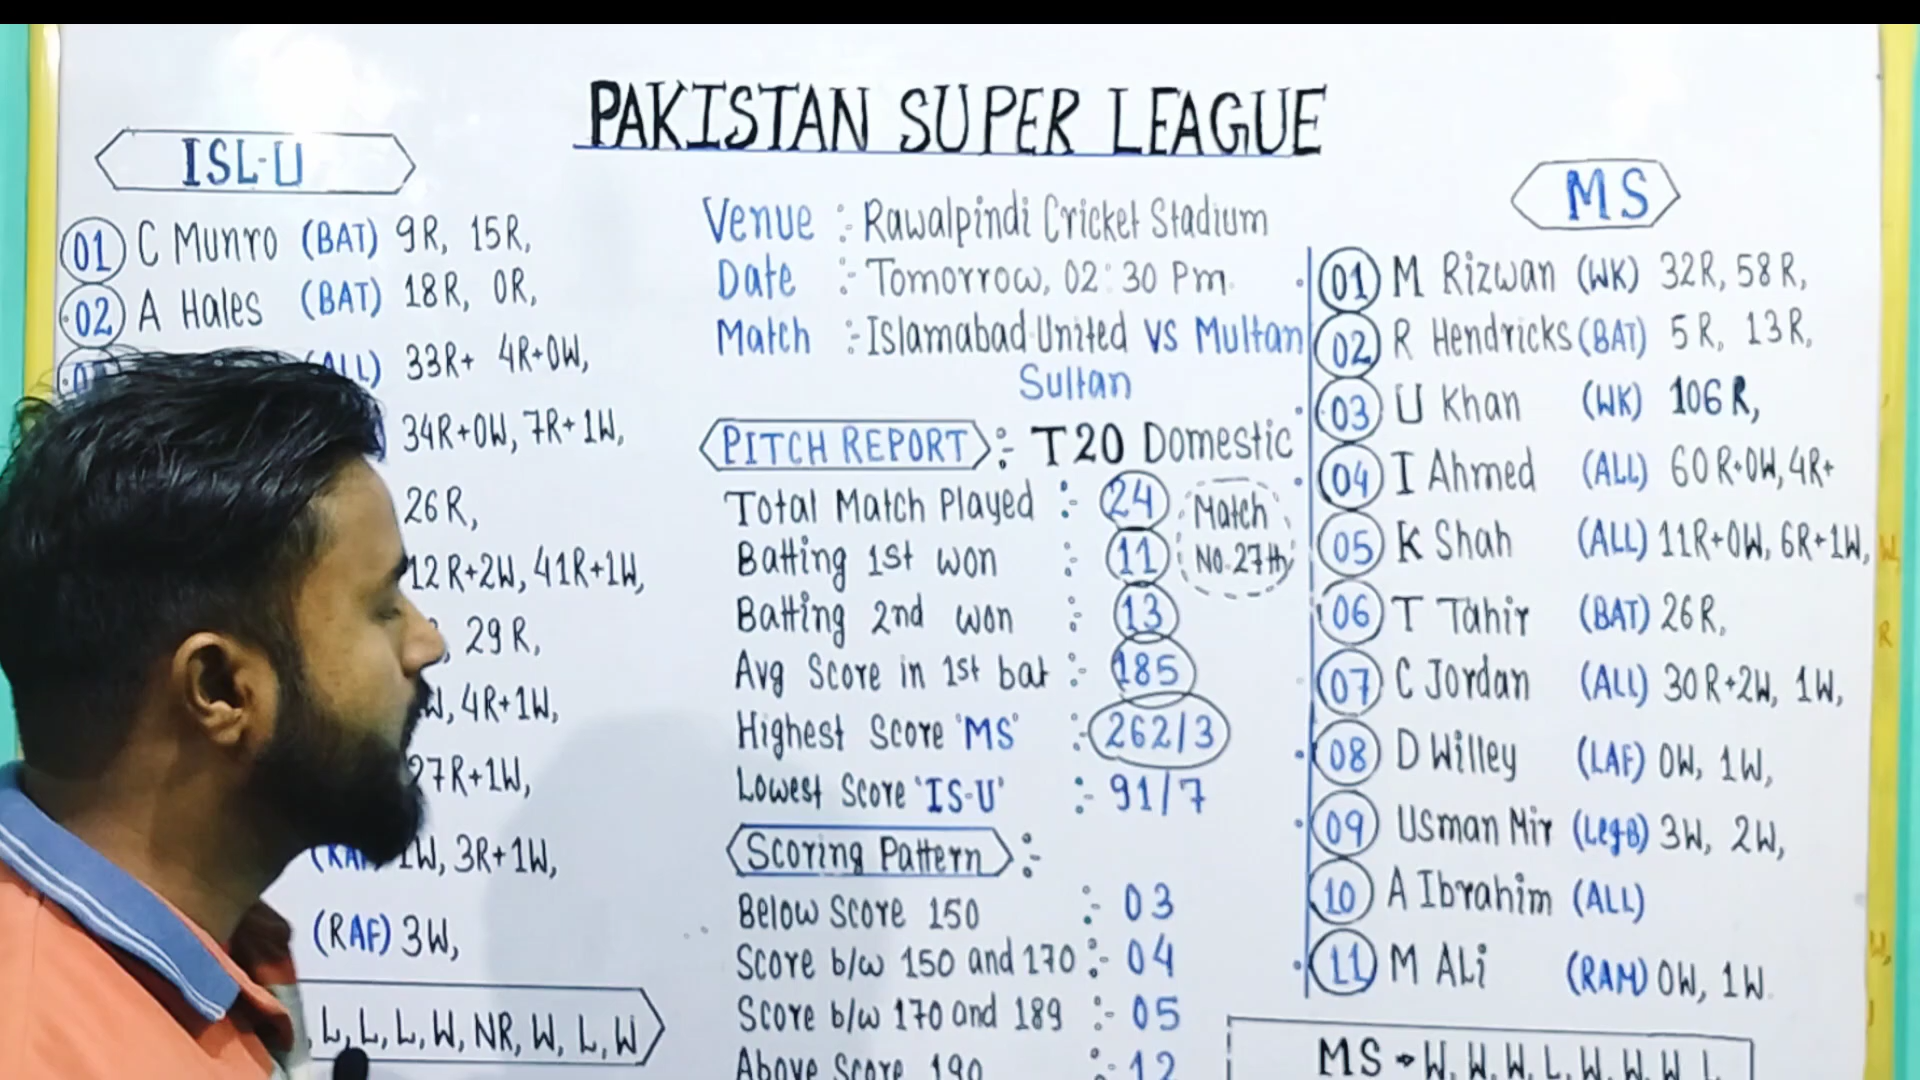 PAKISTAN SUPER LEAGUE
ISL-U
01 C Munro (BAT) 9R, 15R,
02 A Hales (BAT) 18R, 0R,
(ALL) 33R+ 4R+0W,
34R+0W, 7R+1W,
26R,
12R+2W, 41R+1W,
, 29R,
W, 4R+1W,
27R+1W,
1W, 3R+1W,
(RAF) 3W,
, L, L, L, W, NR, W, L, W
Venue :- Rawalpindi Cricket Stadium
Date :- Tomorrow, 02:30 Pm.
Match :- Islamabad-United VS Multan
Sultan
PITCH REPORT :- T20 Domestic
Total Match Played :- 24
Match
No. 27th
Batting 1st won :- 11
Batting 2nd won :- 13
Avg Score in 1st bat :- 185
Highest Score 'MS' :- 262/3
Lowest Score 'IS-U' :- 91/7
Scoring Pattern :-
Below Score 150 :- 03
Score b/w 150 and 170 :- 04
Score b/w 170 and 189 :- 05
Above Score 190 :- 12
MS
01 M Rizwan (WK) 32R, 58R,
02 R Hendricks (BAT) 5R, 13R,
03 U Khan (WK) 106R,
04 I Ahmed (ALL) 60R+0W, 4R+
05 K Shah (ALL) 11R+0W, 6R+1W,
06 T Tahir (BAT) 26R,
07 C Jordan (ALL) 30R+2W, 1W,
08 D Willey (LAF) 0W, 1W,
09 Usman Mir (LegB) 3W, 2W,
10 A Ibrahim (ALL)
11 M ALi (RAM) 0W, 1W.
MS → W, W, W, L, W, W, W, L